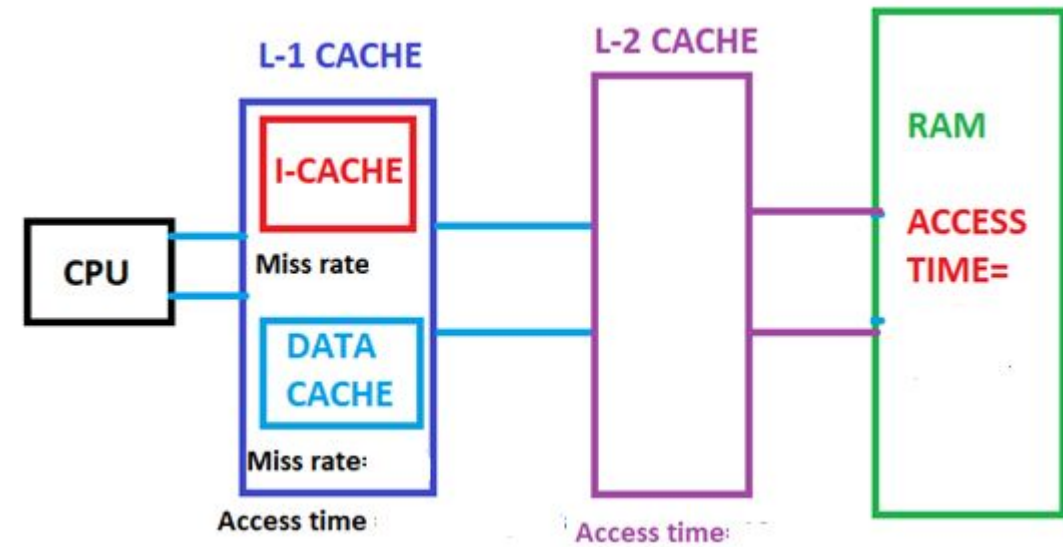 L-1 CACHE
L-2 CACHE
RAM
I-CACHE
ACCESS
TIME=
CPU
Miss rate
DATA
CACHE
Miss rate:
Access time :
Access time: